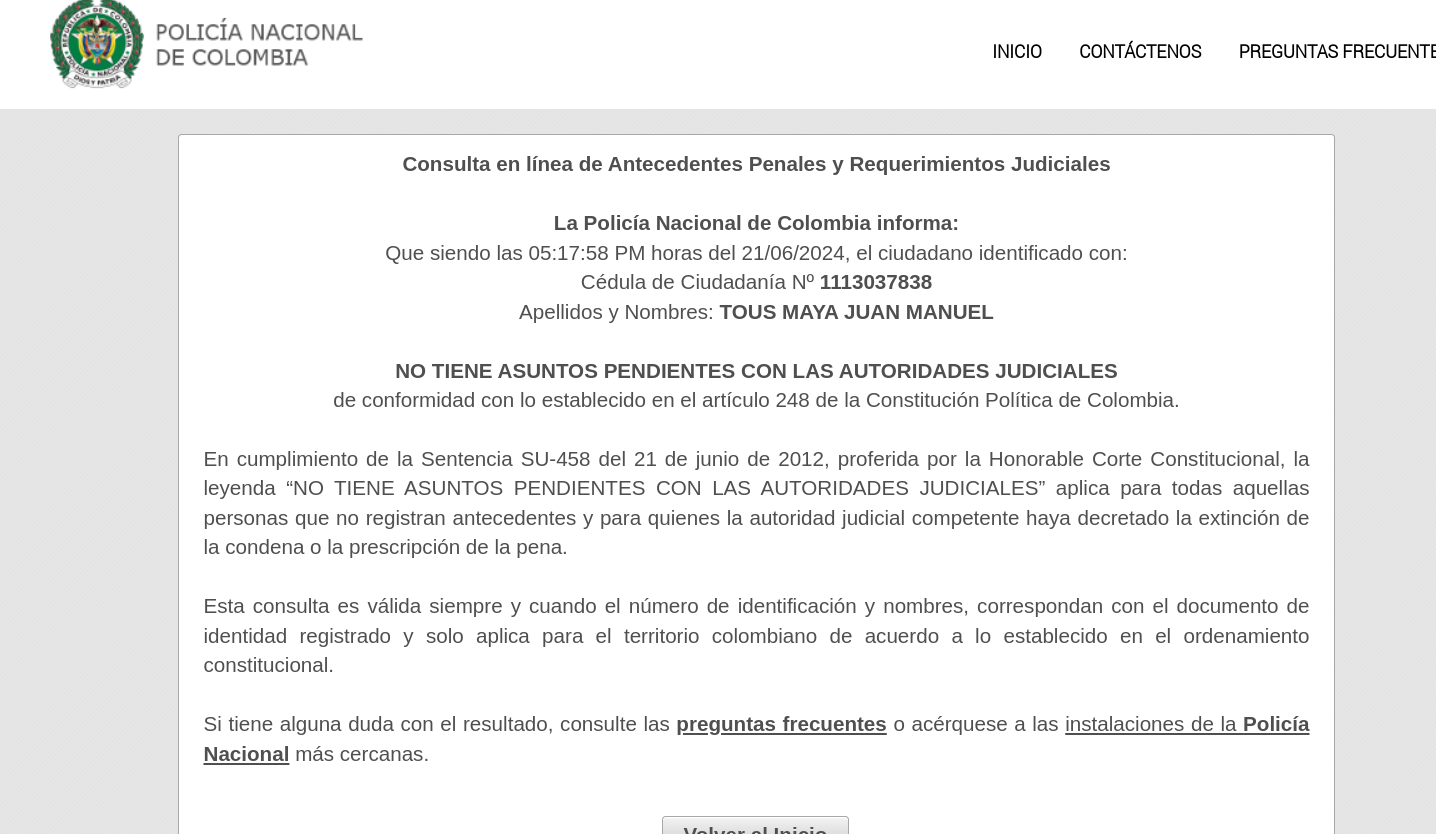 POLICÍA NACIONAL
DE COLOMBIA
INICIO CONTÁCTENOS PREGUNTAS FRECUENTE
Consulta en línea de Antecedentes Penales y Requerimientos Judiciales
La Policía Nacional de Colombia informa:
Que siendo las 05:17:58 PM horas del 21/06/2024, el ciudadano identificado con:
Cédula de Ciudadanía Nº 1113037838
Apellidos y Nombres: TOUS MAYA JUAN MANUEL
NO TIENE ASUNTOS PENDIENTES CON LAS AUTORIDADES JUDICIALES
de conformidad con lo establecido en el artículo 248 de la Constitución Política de Colombia.
En cumplimiento de la Sentencia SU-458 del 21 de junio de 2012, proferida por la Honorable Corte Constitucional, la
leyenda “NO TIENE ASUNTOS PENDIENTES CON LAS AUTORIDADES JUDICIALES” aplica para todas aquellas
personas que no registran antecedentes y para quienes la autoridad judicial competente haya decretado la extinción de
la condena o la prescripción de la pena.
Esta consulta es válida siempre y cuando el número de identificación y nombres, correspondan con el documento de
identidad registrado y solo aplica para el territorio colombiano de acuerdo a lo establecido en el ordenamiento
constitucional.
Si tiene alguna duda con el resultado, consulte las preguntas frecuentes o acérquese a las instalaciones de la Policía
Nacional más cercanas.
Volver al Inicio